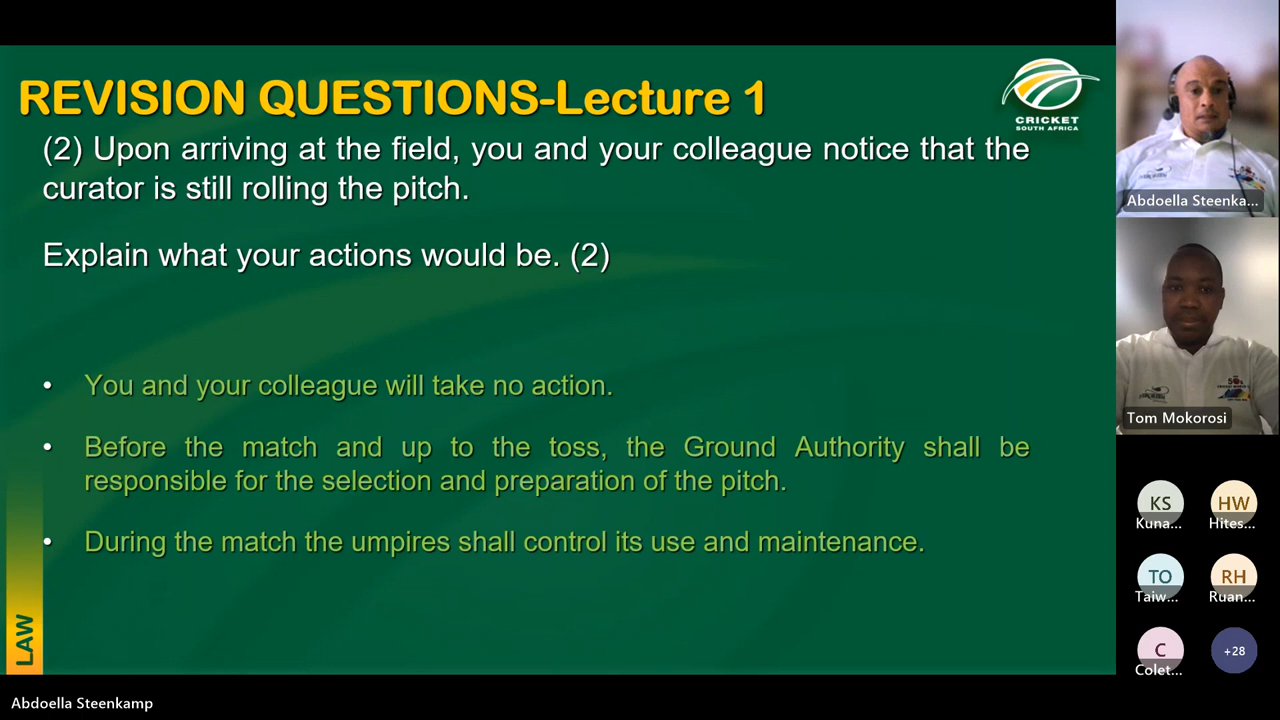 REVISION QUESTIONS-Lecture 1
CRICKET
SOUTH AFRICA
(2) Upon arriving at the field, you and your colleague notice that the
curator is still rolling the pitch.
Explain what your actions would be. (2)
• You and your colleague will take no action.
• Before the match and up to the toss, the Ground Authority shall be
responsible for the selection and preparation of the pitch.
• During the match the umpires shall control its use and maintenance.
LAW
Abdoella Steenkamp
Abdoella Steenka...
Tom Mokorosi
KS
Kuna...
HW
Hites...
TO
Taiw...
RH
Ruan...
C
Colet...
+28